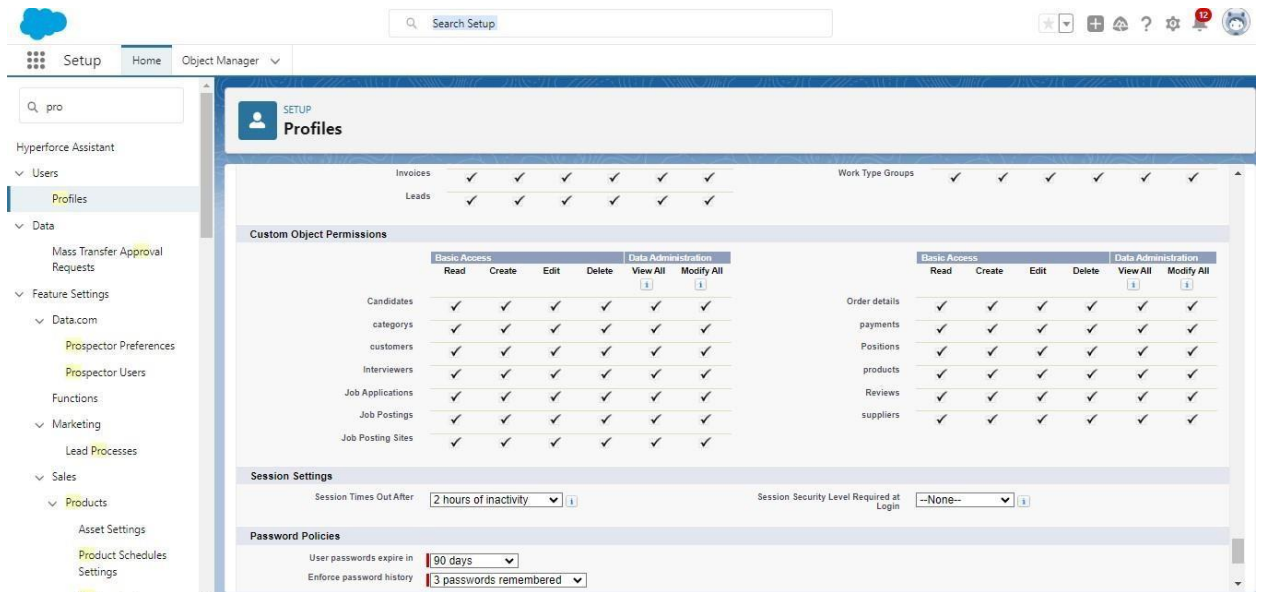 Search Setup
12
Setup Home Object Manager
pro
Hyperforce Assistant
Users
Profiles
Data
Mass Transfer Approval
Requests
Feature Settings
Data.com
Prospector Preferences
Prospector Users
Functions
Marketing
Lead Processes
Sales
Products
Asset Settings
Product Schedules
Settings
SETUP
Profiles
Invoices Work Type Groups
Leads
Custom Object Permissions
Basic Access Data Administration Basic Access Data Administration
Read Create Edit Delete View All Modify All Read Create Edit Delete View All Modify All
Candidates Order details
categorys payments
customers Positions
Interviewers products
Job Applications Reviews
Job Postings suppliers
Job Posting Sites
Session Settings
Session Times Out After 2 hours of inactivity Session Security Level Required at
Login --None--
Password Policies
User passwords expire in 90 days
Enforce password history 3 passwords remembered